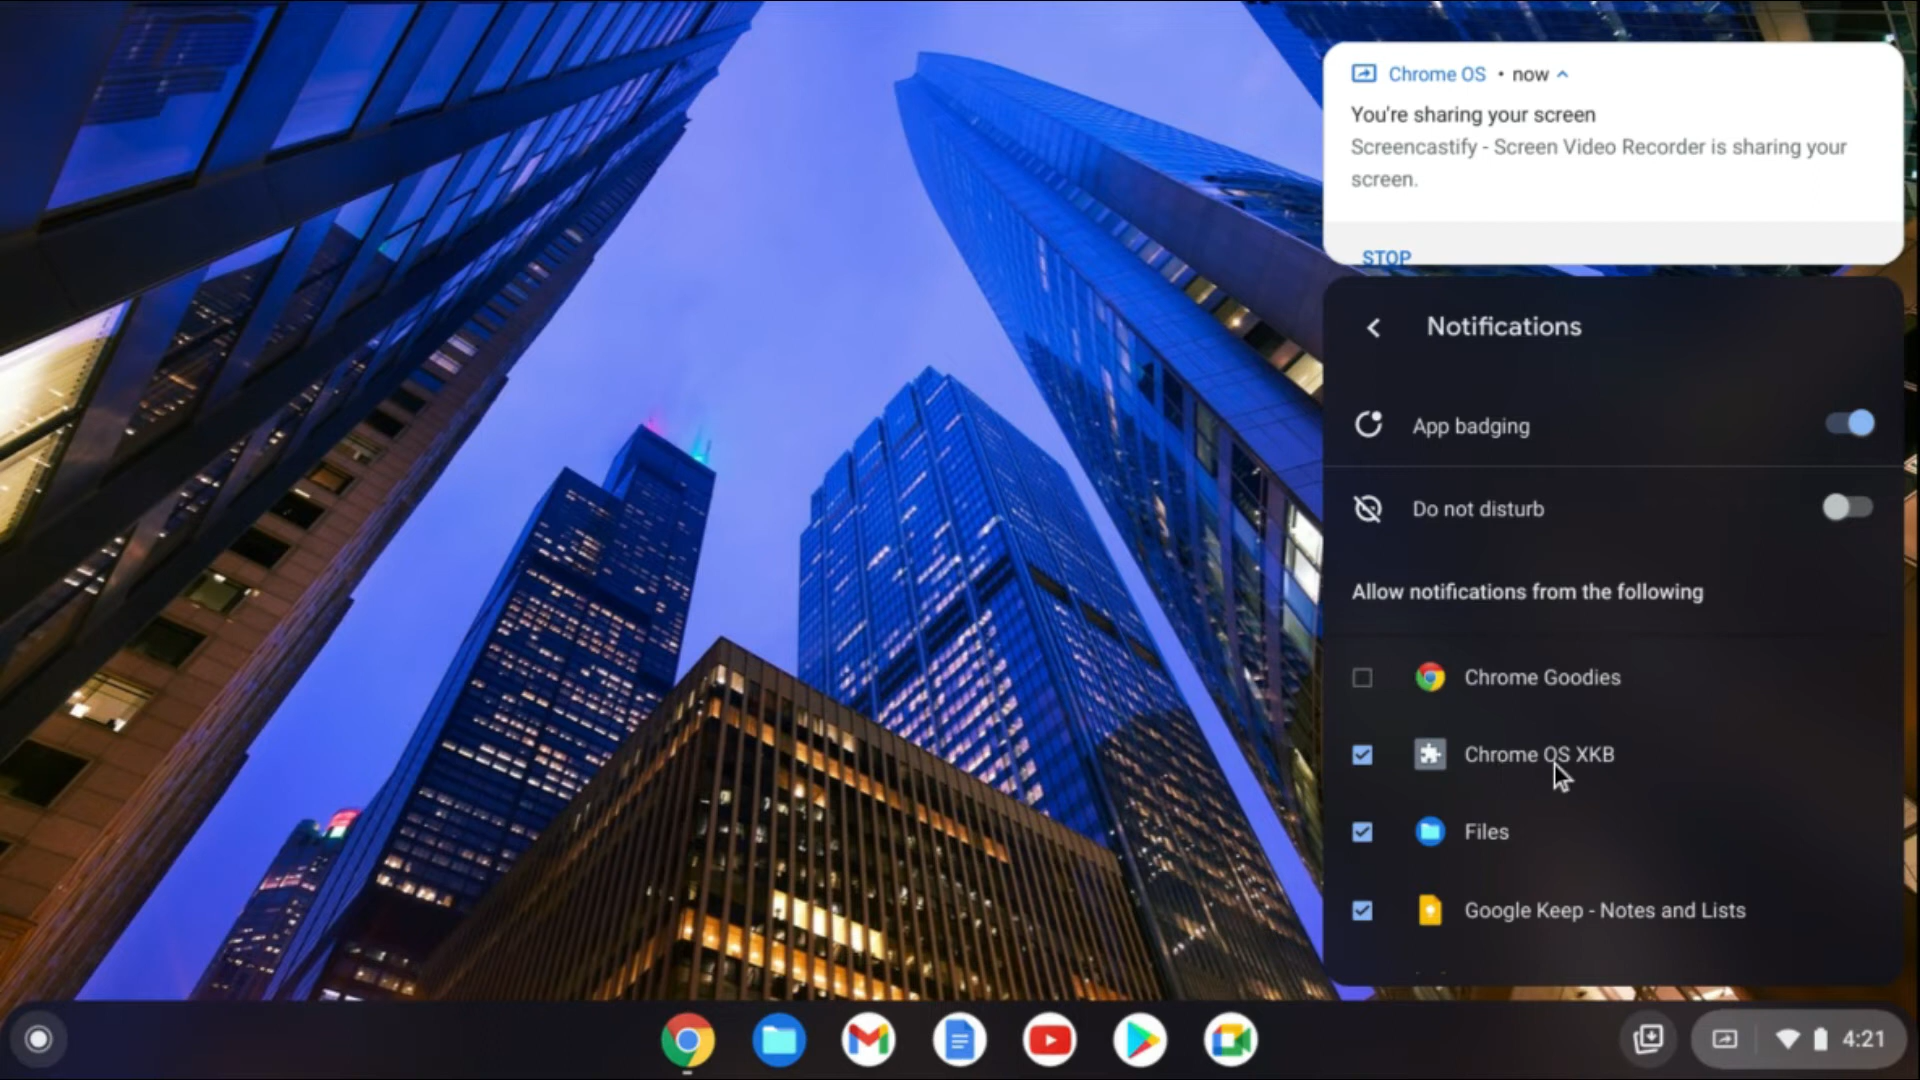 Chrome OS • now
You're sharing your screen
Screencastify - Screen Video Recorder is sharing your
screen.
STOP
Notifications
App badging
Do not disturb
Allow notifications from the following
Chrome Goodies
Chrome OS XKB
Files
Google Keep - Notes and Lists
4:21